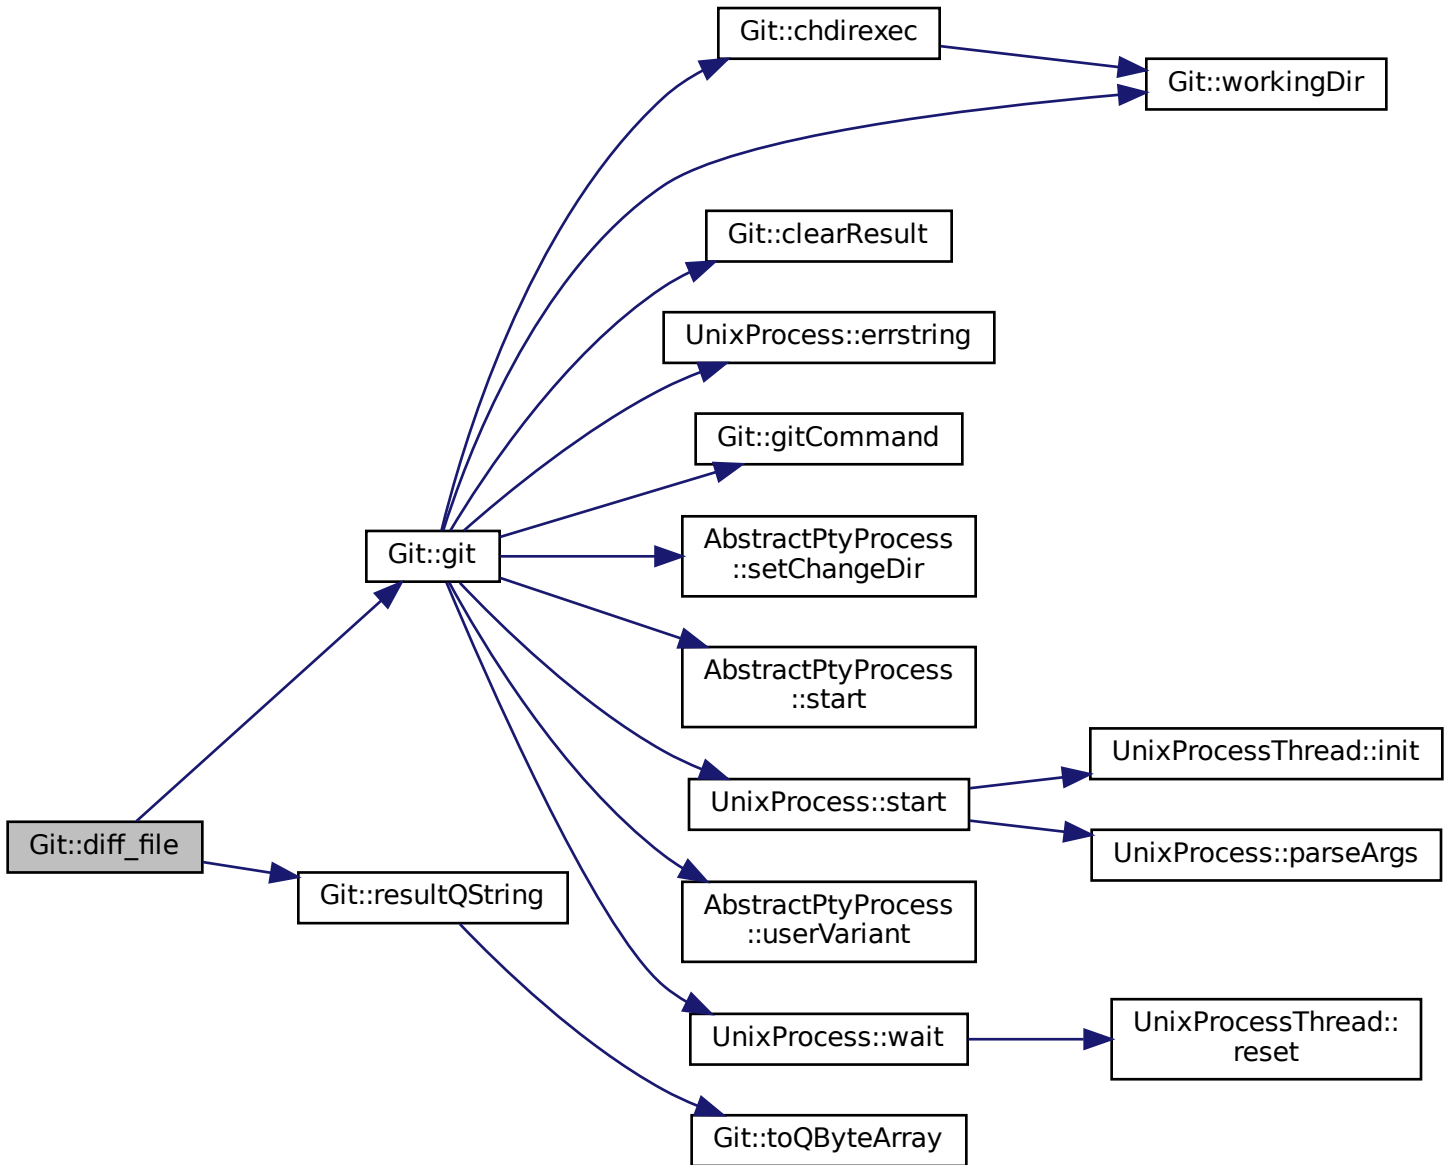 Git::chdirexec
Git::workingDir
Git::clearResult
UnixProcess::errstring
Git::gitCommand
AbstractPtyProcess
::setChangeDir
Git::git
AbstractPtyProcess
::start
UnixProcessThread::init
UnixProcess::start
UnixProcess::parseArgs
Git::diff_file
Git::resultQString
AbstractPtyProcess
::userVariant
UnixProcess::wait
UnixProcessThread::
reset
Git::toQByteArray